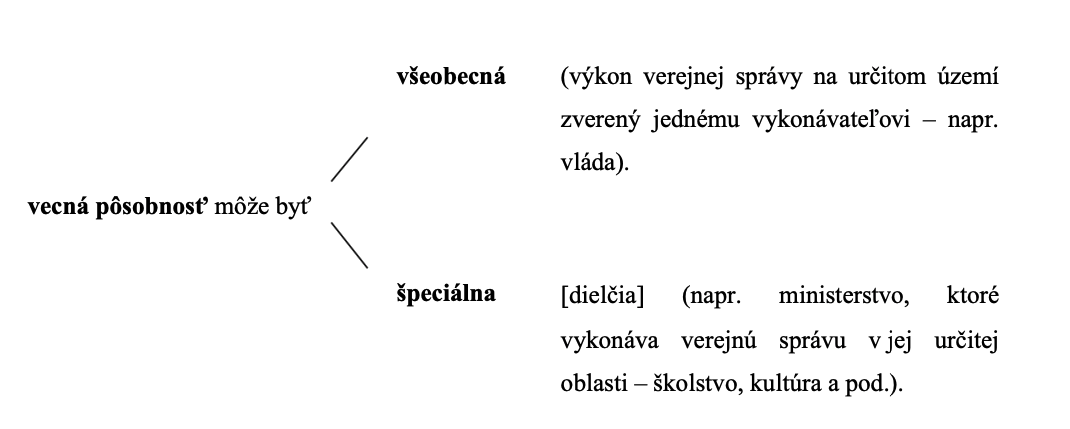 všeobecná (výkon verejnej správy na určitom území
zverený jednému vykonávateľovi – napr.
vláda).
vecná pôsobnosť môže byť
špeciálna [dielčia] (napr. ministerstvo, ktoré
vykonáva verejnú správu v jej určitej
oblasti – školstvo, kultúra a pod.).